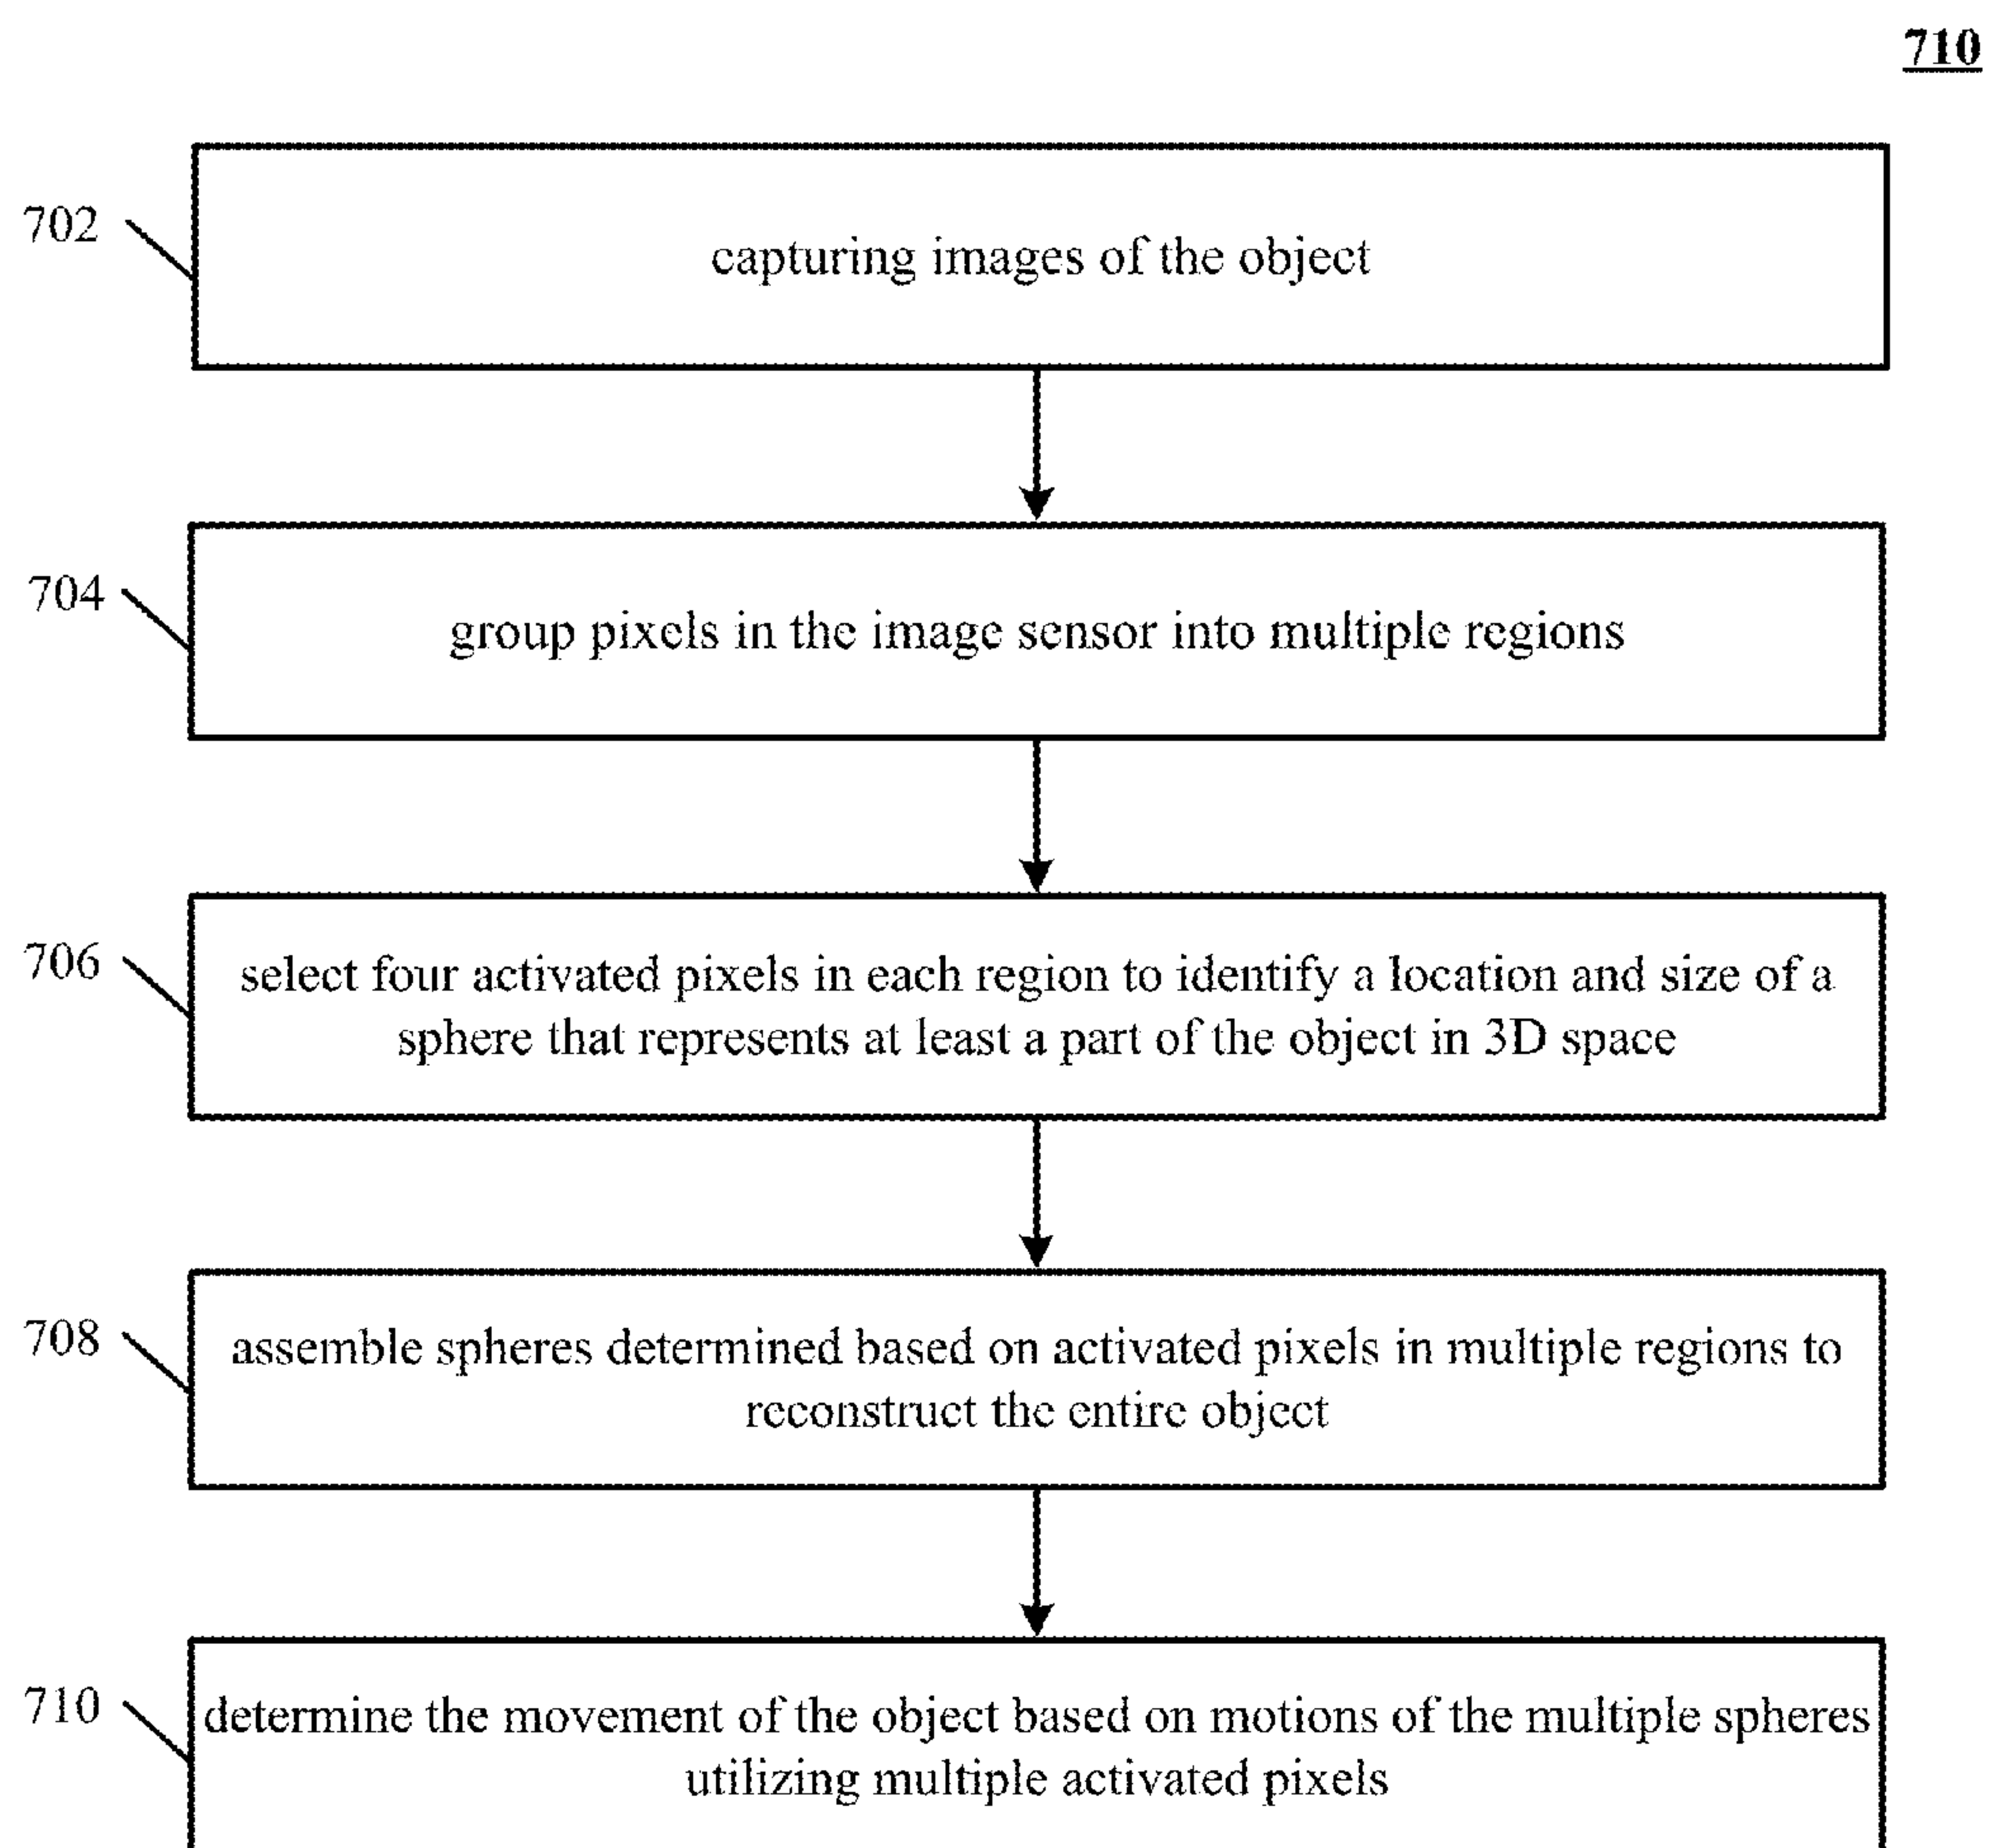 710
702
capturing images of the object
704
group pixels in the image sensor into multiple regions
706
select four activated pixels in each region to identify a location and size of a
sphere that represents at least a part of the object in 3D space
708
assemble spheres determined based on activated pixels in multiple regions to
reconstruct the entire object
710
determine the movement of the object based on motions of the multiple spheres
utilizing multiple activated pixels